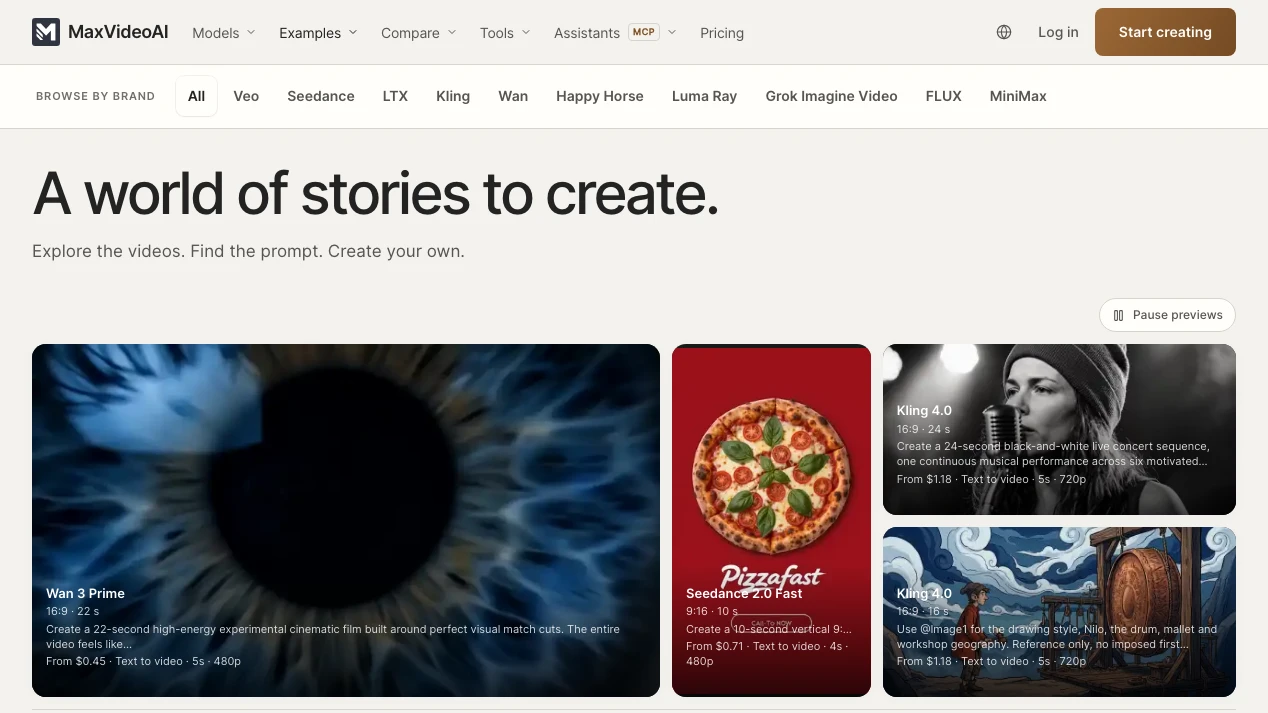 MaxVideoAI
Models
Examples
Compare
Tools
Assistants MCP
Pricing
Log in
Start creating
BROWSE BY BRAND
All
Veo
Seedance
LTX
Kling
Wan
Happy Horse
Luma Ray
Grok Imagine Video
FLUX
MiniMax
A world of stories to create.
Explore the videos. Find the prompt. Create your own.
Pause previews
Wan 3 Prime
16:9 · 22 s
Create a 22-second high-energy experimental cinematic film built around perfect visual match cuts. The entire
video feels like...
From $0.45 · Text to video · 5s · 480p
Pizzafast
Seedance 2.0 Fast
9:16 · 10 s
CALL TO NOW
Create a 10-second vertical 9:...
From $0.71 · Text to video · 4s ·
480p
Kling 4.0
16:9 · 24 s
Create a 24-second black-and-white live concert sequence,
one continuous musical performance across six motivated...
From $1.18 · Text to video · 5s · 720p
Kling 4.0
16:9 · 16 s
Use @Image1 for the drawing style, Nilo, the drum, mallet and
workshop geography. Reference only, no imposed first...
From $1.18 · Text to video · 5s · 720p